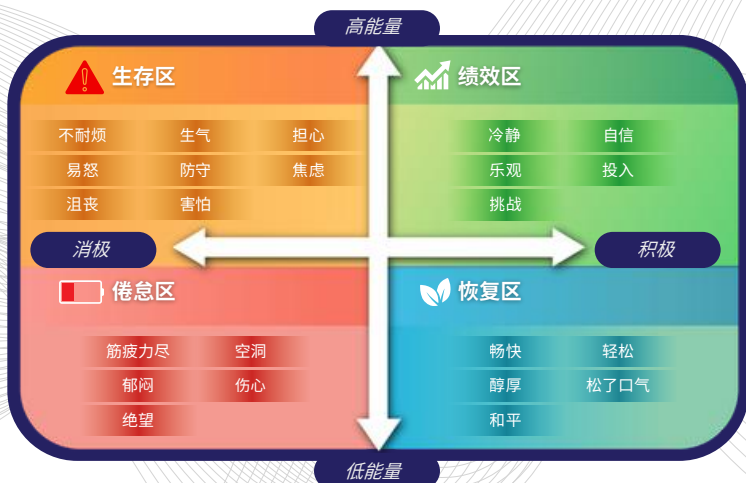 高能量
生存区
绩效区
不耐烦 生气 担心
冷静 自信
易怒 防守 焦虑
乐观 投入
沮丧 害怕
挑战
消极
积极
倦怠区
恢复区
筋疲力尽 空洞
畅快 轻松
郁闷 伤心
醇厚 松了口气
绝望
和平
低能量